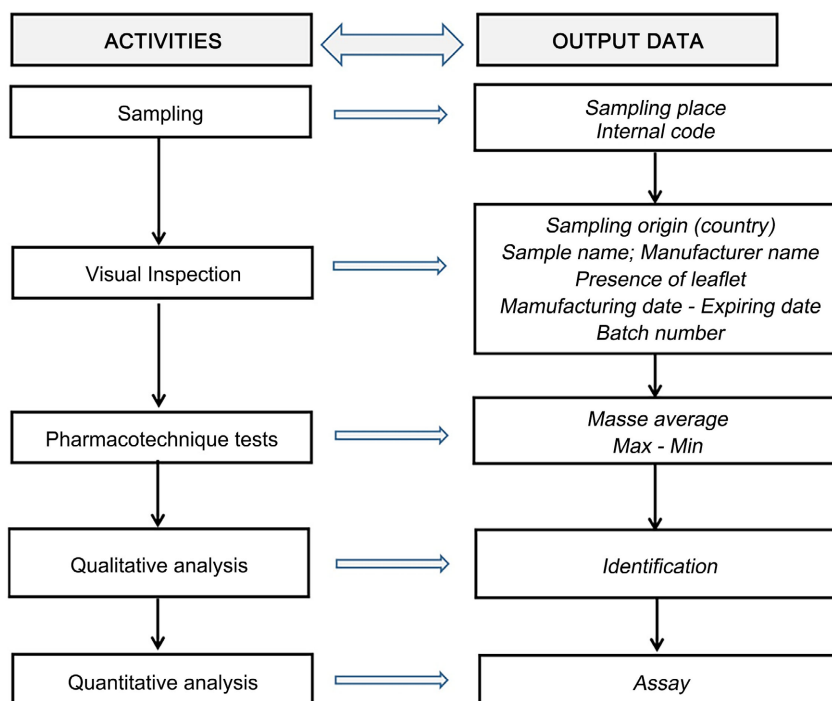 ACTIVITIES
OUTPUT DATA
Sampling
Sampling place
Internal code
Visual Inspection
Sampling origin (country)
Sample name; Manufacturer name
Presence of leaflet
Mamufacturing date - Expiring date
Batch number
Pharmacotechnique tests
Masse average
Max - Min
Qualitative analysis
Identification
Quantitative analysis
Assay